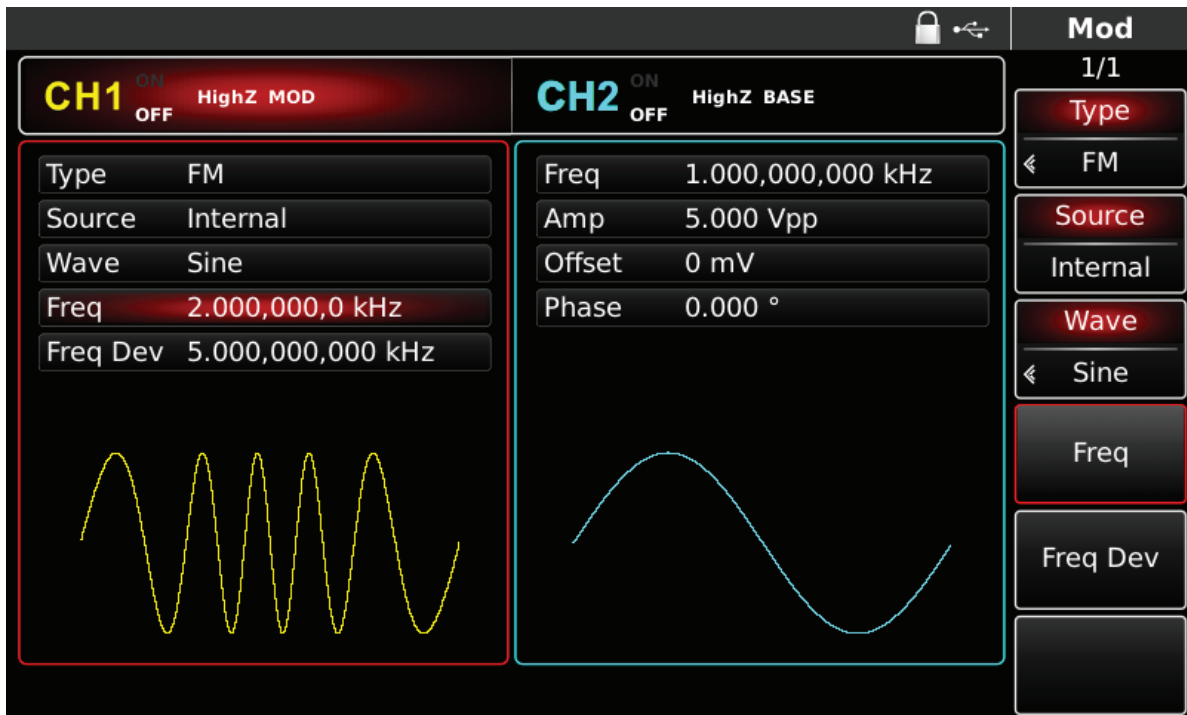 Mod
1/1
CH1 ON OFF HighZ MOD
CH2 ON OFF HighZ BASE
Type FM
Source Internal
Wave Sine
Freq 2.000,000,0 kHz
Freq Dev 5.000,000,000 kHz
Freq 1.000,000,000 kHz
Amp 5.000 Vpp
Offset 0 mV
Phase 0.000 °
Type
FM
Source
Internal
Wave
Sine
Freq
Freq Dev